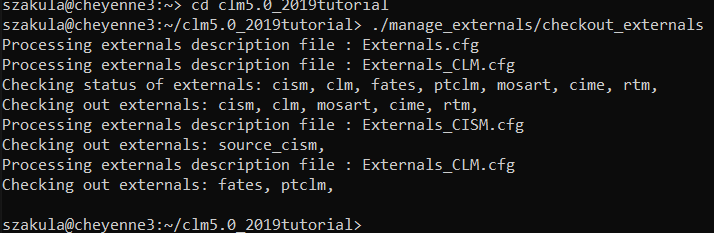 szakula@cheyenne3:~> cd clm5.0_2019tutorial
szakula@cheyenne3:~/clm5.0_2019tutorial> ./manage_externals/checkout_externals
Processing externals description file : Externals.cfg
Processing externals description file : Externals_CLM.cfg
Checking status of externals: cism, clm, fates, ptclm, mosart, cime, rtm,
Checking out externals: cism, clm, mosart, cime, rtm,
Processing externals description file : Externals_CISM.cfg
Checking out externals: source_cism,
Processing externals description file : Externals_CLM.cfg
Checking out externals: fates, ptclm,
szakula@cheyenne3:~/clm5.0_2019tutorial>